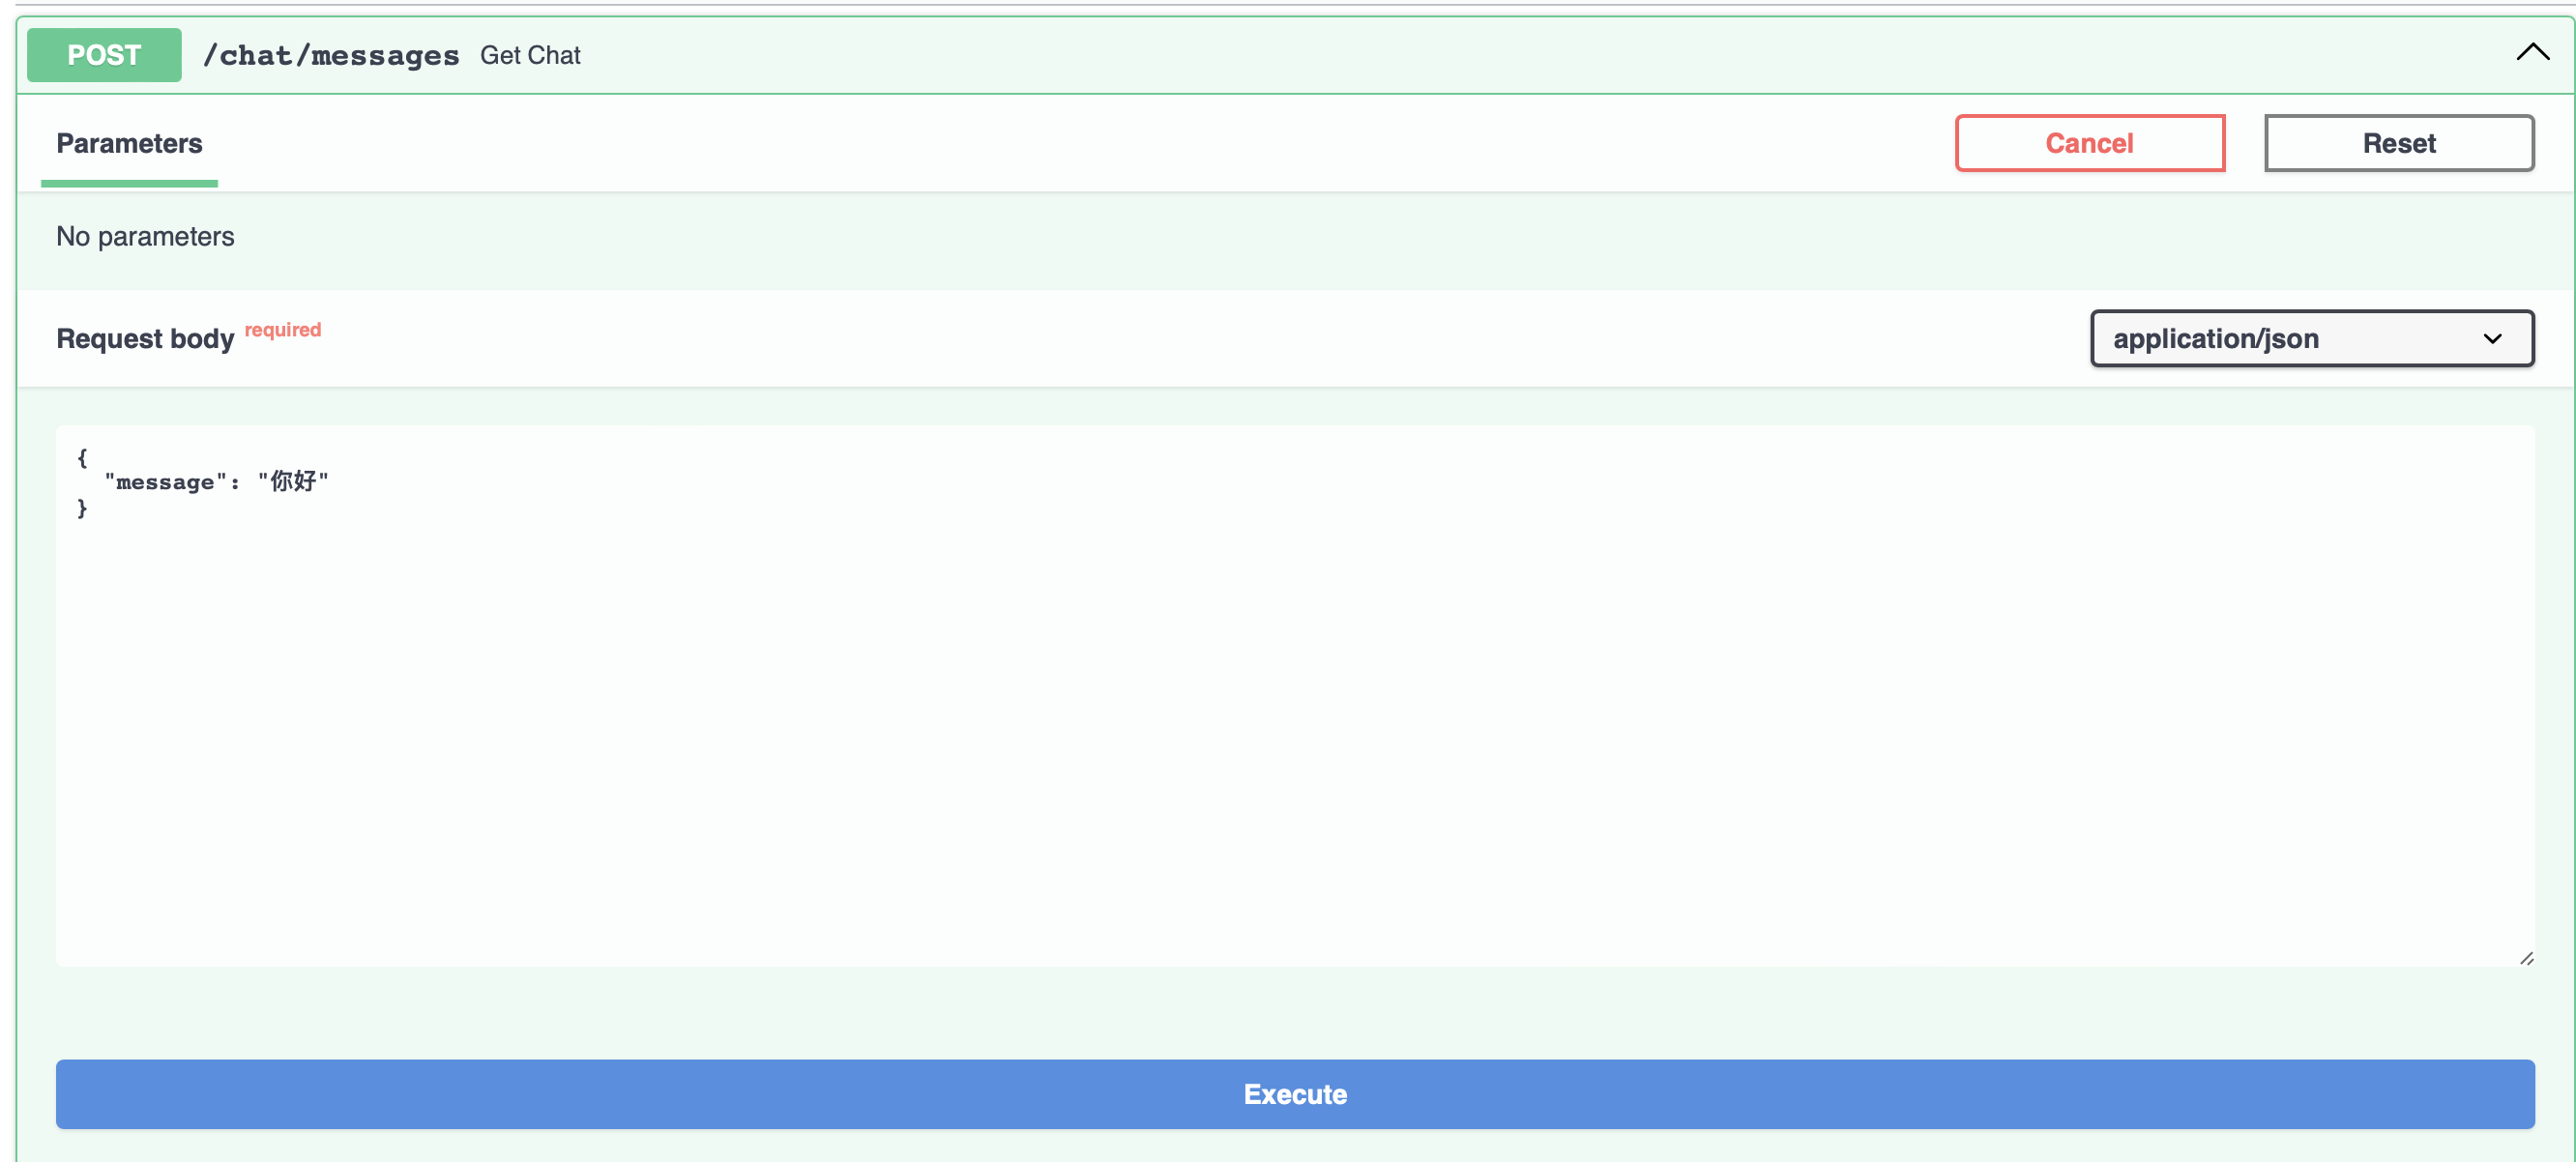 POST /chat/messages Get Chat
Parameters
Cancel
Reset
No parameters
Request body required
application/json
{
  "message": "你好"
}
Execute